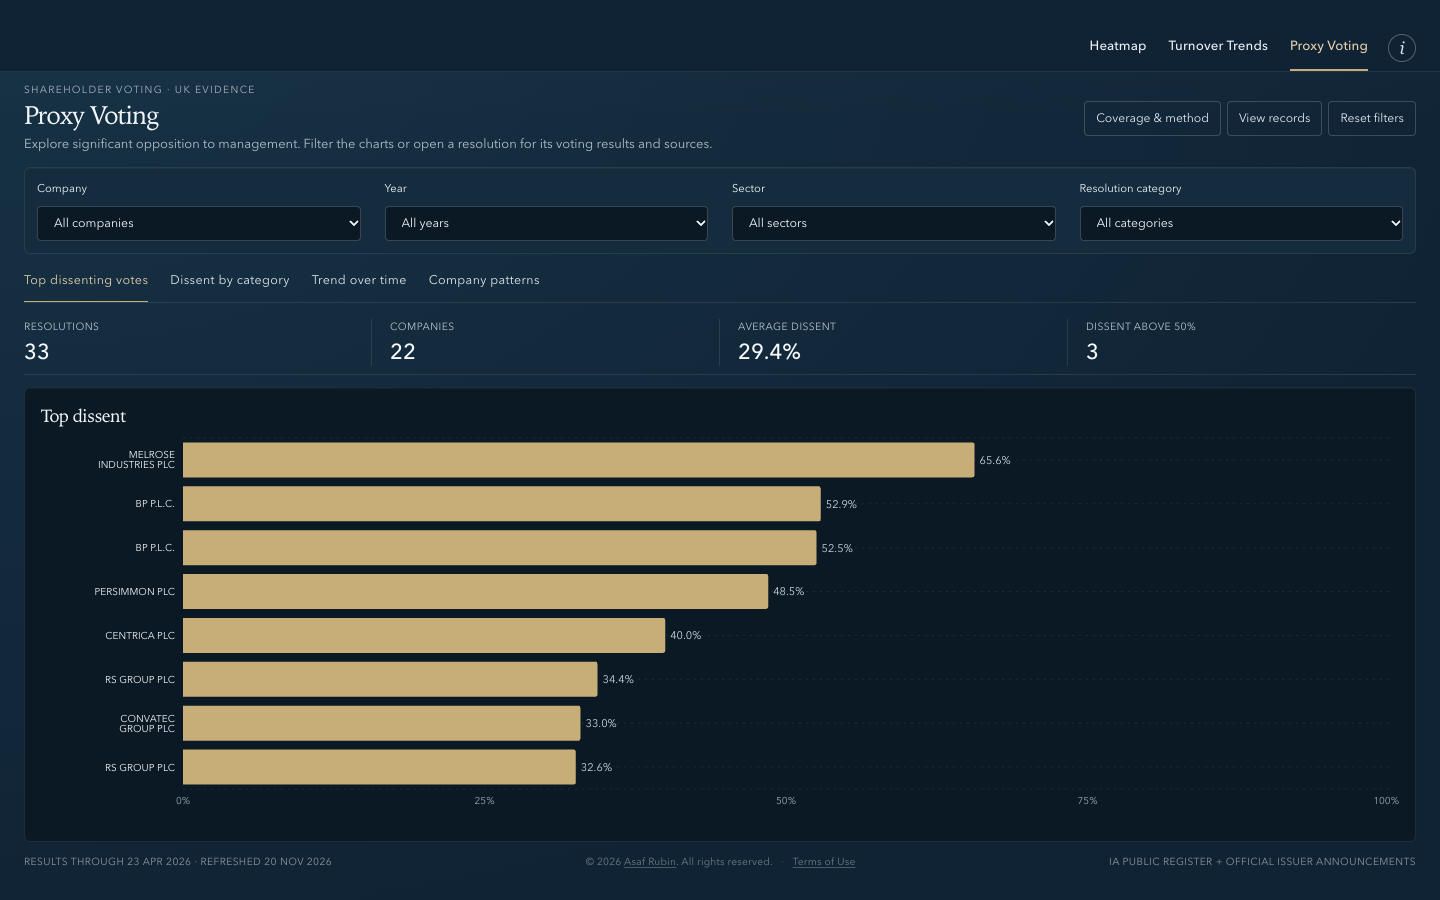 Heatmap Turnover Trends Proxy Voting i
SHAREHOLDER VOTING · UK EVIDENCE
Proxy Voting
Explore significant opposition to management. Filter the charts or open a resolution for its voting results and sources.
Coverage & method View records Reset filters
Company Year Sector Resolution category
All companies All years All sectors All categories
Top dissenting votes Dissent by category Trend over time Company patterns
RESOLUTIONS COMPANIES AVERAGE DISSENT DISSENT ABOVE 50%
33 22 29.4% 3
Top dissent
MELROSE
INDUSTRIES PLC 65.6%
BP P.L.C. 52.9%
BP P.L.C. 52.5%
PERSIMMON PLC 48.5%
CENTRICA PLC 40.0%
RS GROUP PLC 34.4%
CONVATEC
GROUP PLC 33.0%
RS GROUP PLC 32.6%
0% 25% 50% 75% 100%
RESULTS THROUGH 23 APR 2026 · REFRESHED 20 NOV 2026 © 2026 Asaf Rubin. All rights reserved. · Terms of Use IA PUBLIC REGISTER + OFFICIAL ISSUER ANNOUNCEMENTS